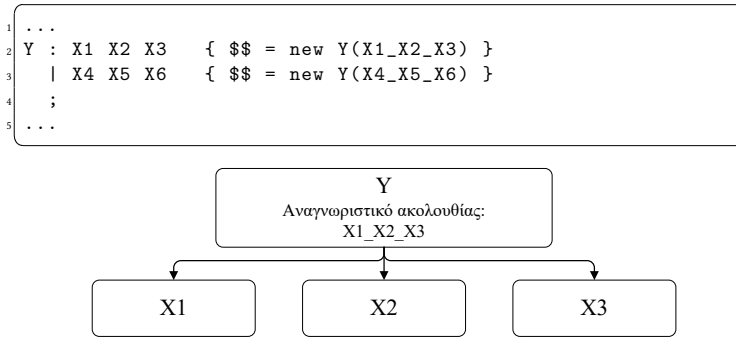 1 ...
2 Y : X1 X2 X3 { $$ = new Y(X1_X2_X3) }
3 | X4 X5 X6 { $$ = new Y(X4_X5_X6) }
4 ;
5 ...
Y
Αναγνωριστικό ακολουθίας:
X1_X2_X3
X1 X2 X3